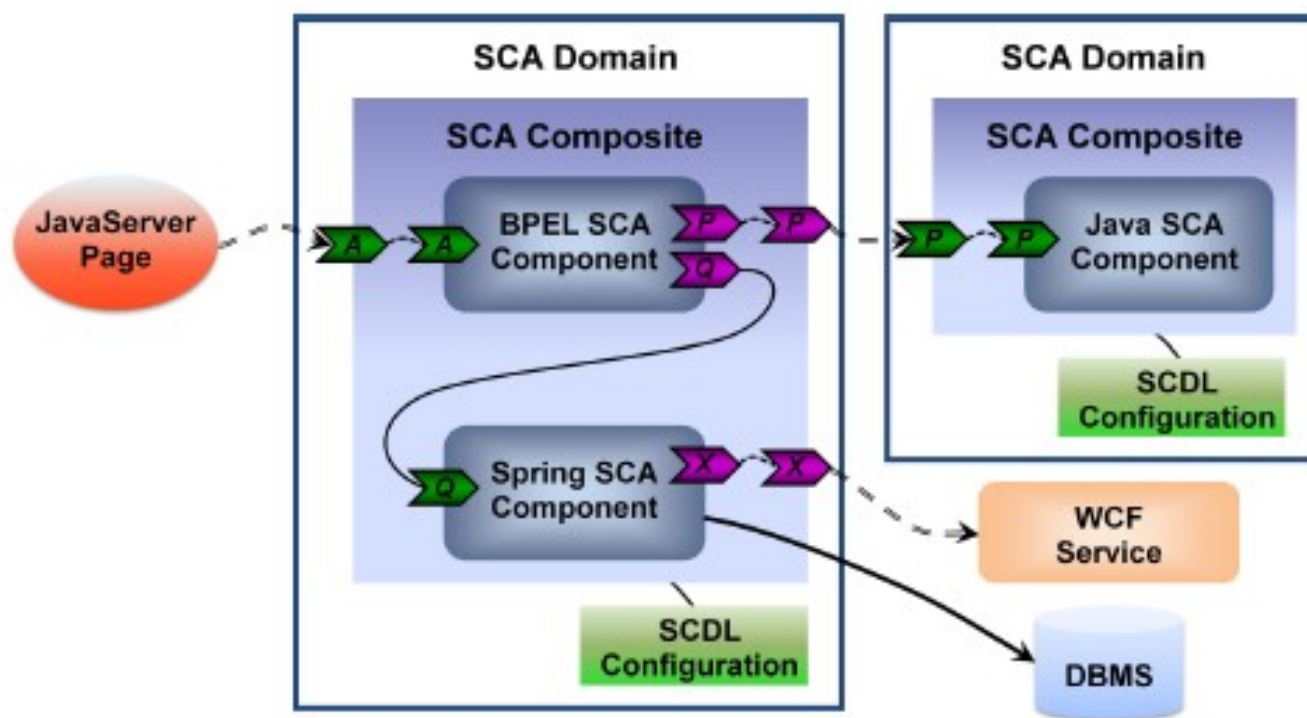 SCA Domain
SCA Composite
JavaServer
Page
A
A
BPEL SCA
Component
P
P
Q
Q
Spring SCA
Component
X
X
SCDL
Configuration
SCA Domain
SCA Composite
P
P
Java SCA
Component
SCDL
Configuration
WCF
Service
DBMS